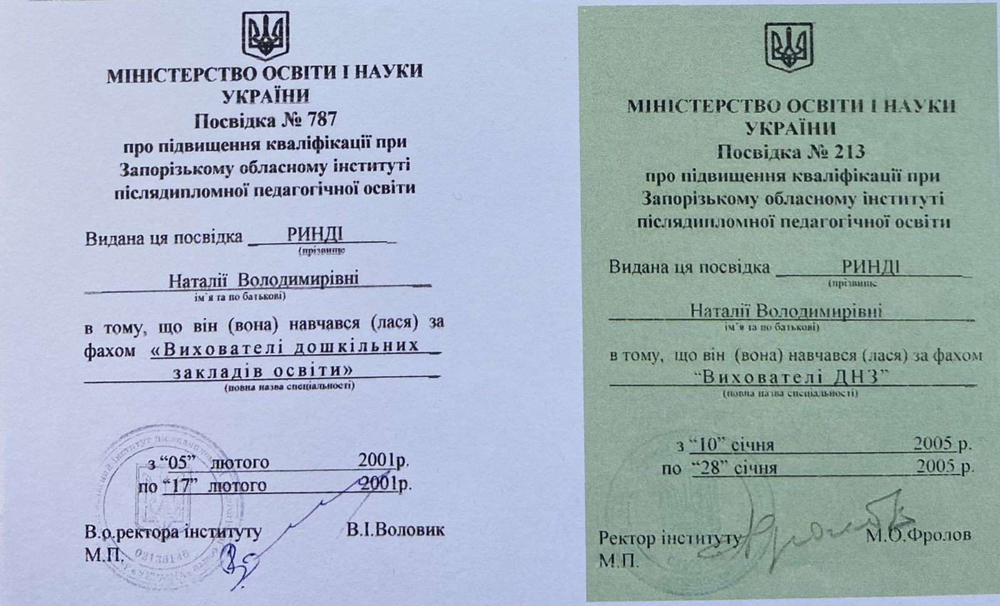 МІНІСТЕРСТВО ОСВІТИ І НАУКИ
УКРАЇНИ
Посвідка № 787
про підвищення кваліфікації при
Запорізькому обласному інституті
післядипломної педагогічної освіти
Видана ця посвідка РИНДІ
(прізвище
Наталії Володимирівні
ім`я та по батькові)
в тому, що він (вона) навчався (лася) за
фахом «Вихователі дошкільних
закладів освіти»
(повна назва спеціальності)
з “05” лютого 2001р.
по “17” лютого 2001р.
В.о.ректора інституту В.І.Воловик
М.П.
02136146
МІНІСТЕРСТВО ОСВІТИ І НАУКИ
УКРАЇНИ
Посвідка № 213
про підвищення кваліфікації при
Запорізькому обласному інституті
післядипломної педагогічної освіти
Видана ця посвідка РИНДІ
(прізвище
Наталії Володимирівні
ім`я та по батькові)
в тому, що він (вона) навчався (лася) за фахом
“Вихователі ДНЗ”
(повна назва спеціальності)
з “10” січня 2005 р.
по “28” січня 2005 р.
Ректор інституту М.О.Фролов
М.П.